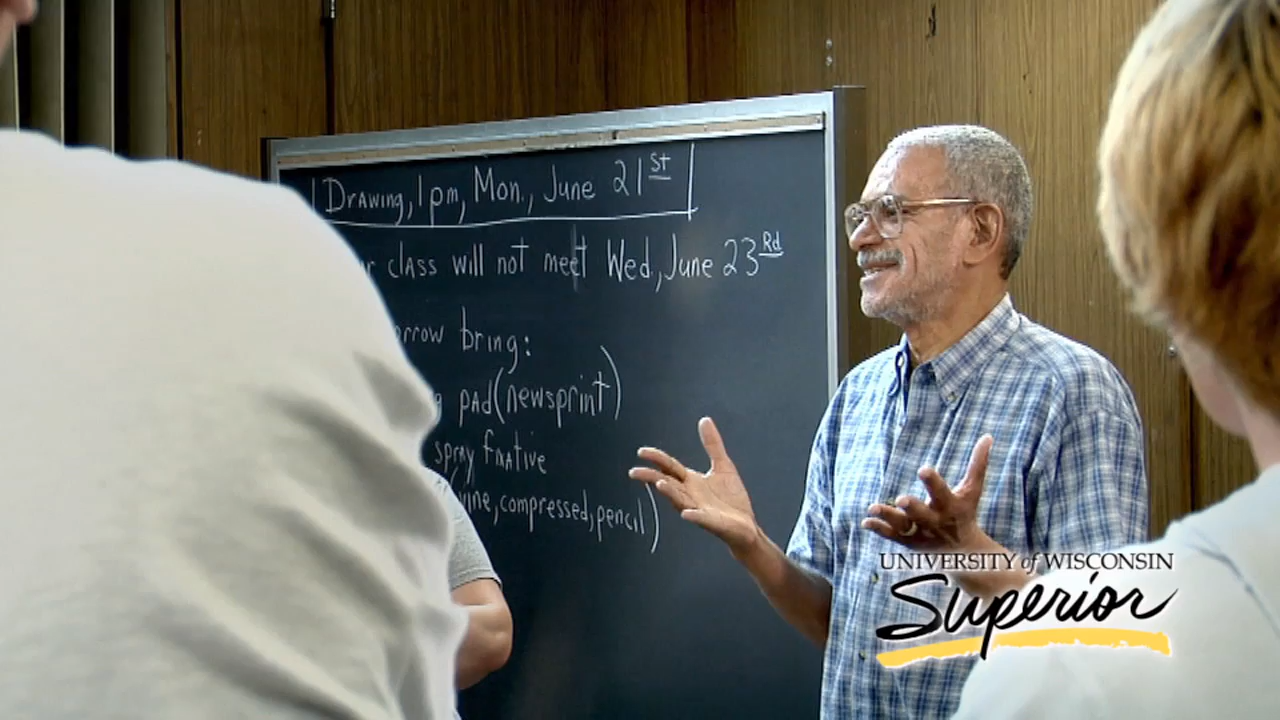 Drawing, 1pm, Mon., June 21st
class will not meet Wed., June 23Rd
bring:
pad (newsprint)
spray fixative
vine, compressed, pencil)
UNIVERSITY of WISCONSIN
Superior